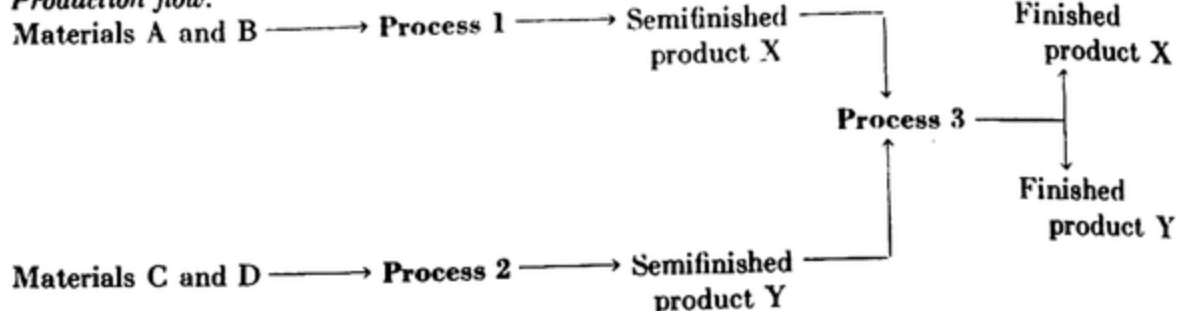 Production flow:
Materials A and B
Process 1
Semifinished
product X
Finished
product X
Process 3
Finished
product Y
Materials C and D
Process 2
Semifinished
product Y